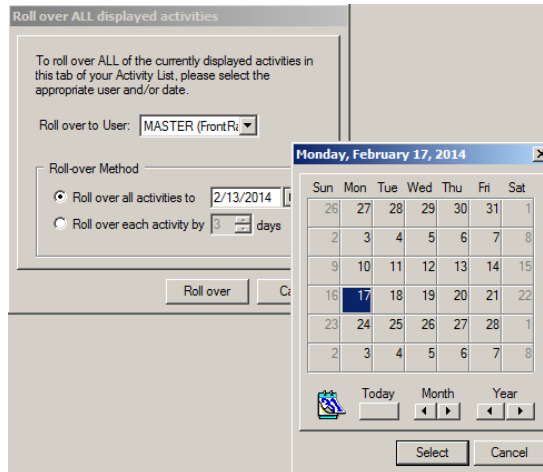 Roll over ALL displayed activities
To roll over ALL of the currently displayed activities in
this tab of your Activity List, please select the
appropriate user and/or date.
Roll over to User: MASTER (FrontRa
Roll-over Method
Roll over all activities to 2/13/2014
Roll over each activity by 3 days
Roll over Ca
Monday, February 17, 2014
Sun Mon Tue Wed Thu Fri Sat
26 27 28 29 30 31 1
2 3 4 5 6 7 8
9 10 11 12 13 14 15
16 17 18 19 20 21 22
23 24 25 26 27 28 1
2 3 4 5 6 7 8
Today Month Year
Select Cancel